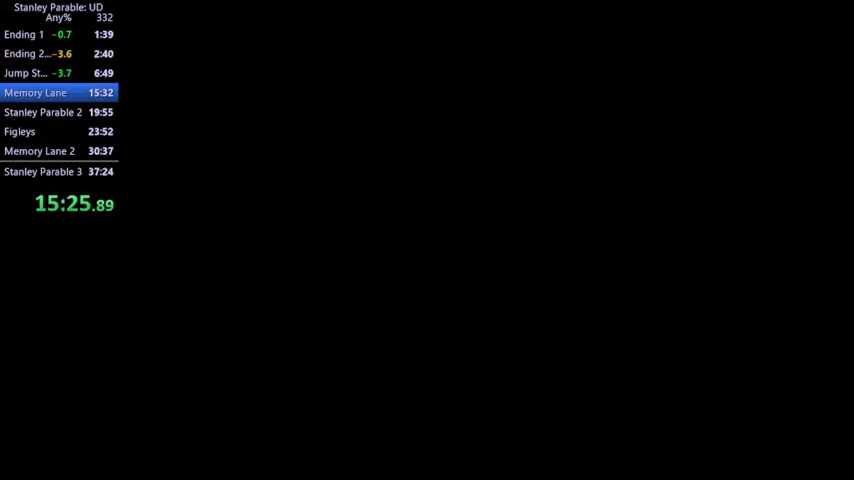 Stanley Parable: UD
Any% 332
Ending 1 -0.7 1:39
Ending 2... -3.6 2:40
Jump St... -3.7 6:49
Memory Lane 15:32
Stanley Parable 2 19:55
Figleys 23:52
Memory Lane 2 30:37
Stanley Parable 3 37:24
15:25.89